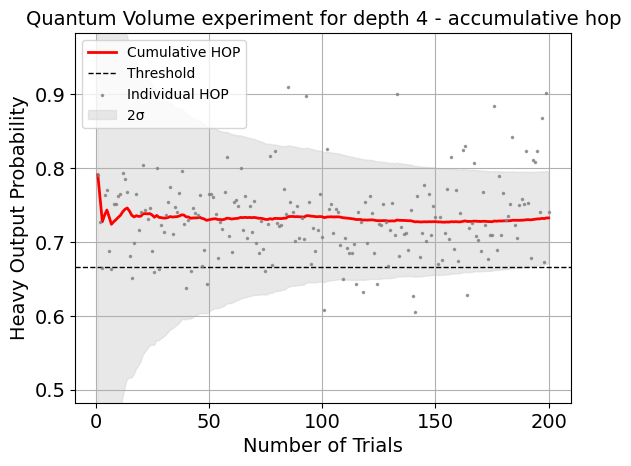 Quantum Volume experiment for depth 4 - accumulative hop
Cumulative HOP
Threshold
Individual HOP
2σ
Heavy Output Probability
0.9
0.8
0.7
0.6
0.5
0
50
100
150
200
Number of Trials